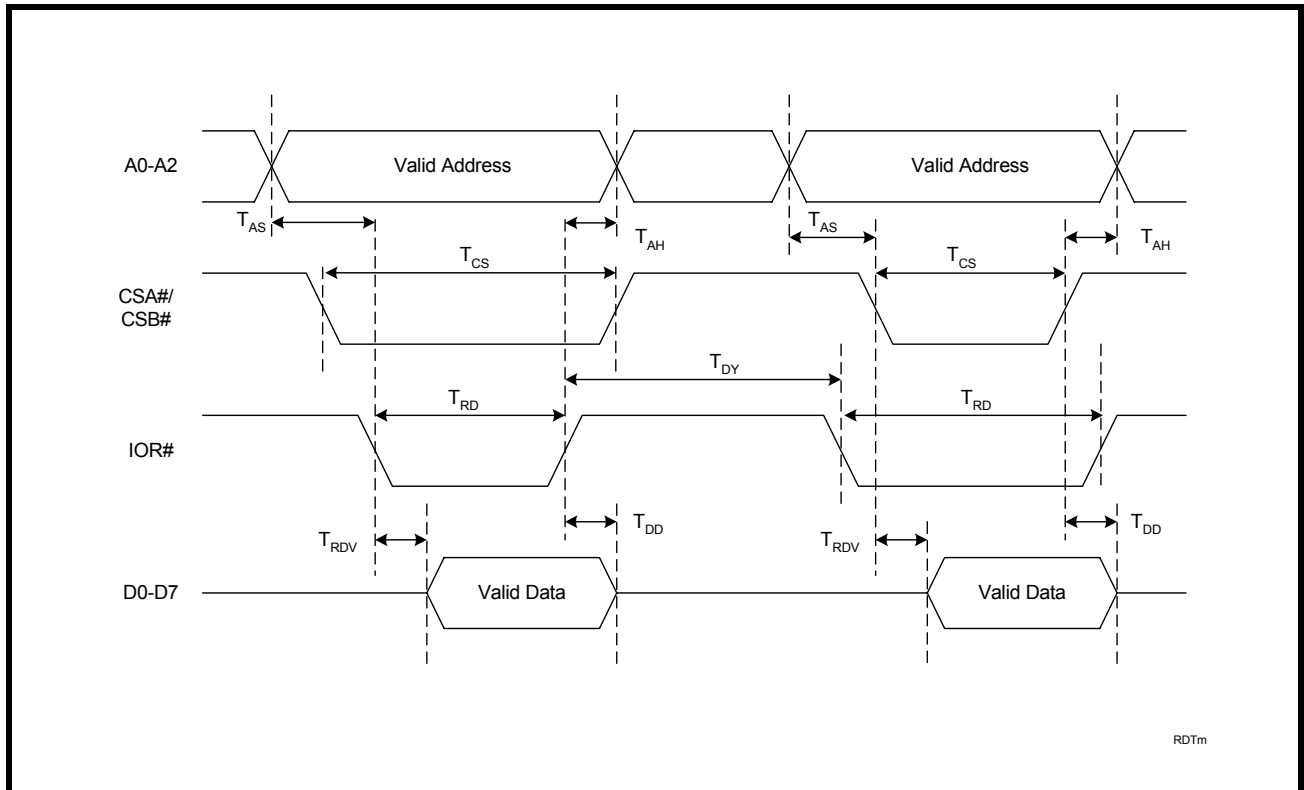 A0-A2
Valid Address
Valid Address
TAS
TAH
TAS
TAH
TCS
TCS
CSA#/
CSB#
TDY
TRD
TRD
IOR#
TRDV
TDD
TRDV
TDD
D0-D7
Valid Data
Valid Data
RDTm